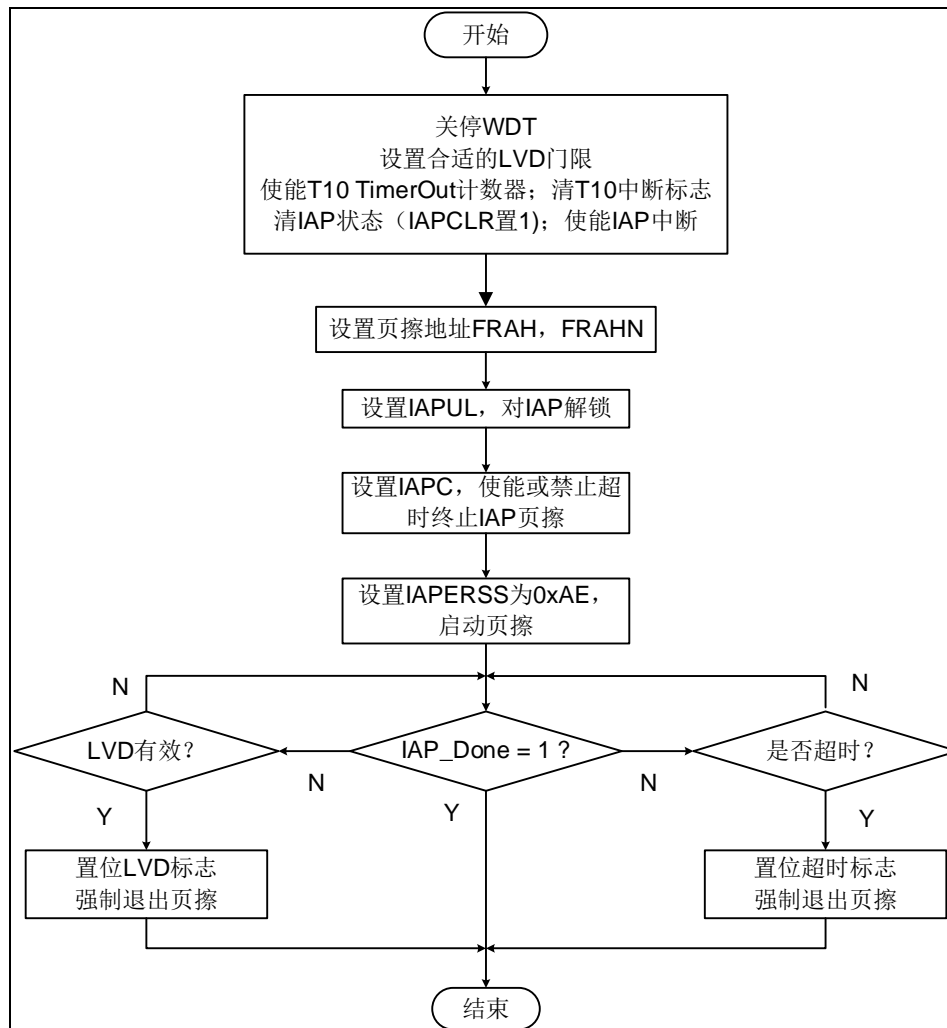 开始
关停WDT
设置合适的LVD门限
使能T10 TimerOut计数器；清T10中断标志
清IAP状态（IAPCLR置1)；使能IAP中断
设置页擦地址FRAH，FRAHN
设置IAPUL，对IAP解锁
设置IAPC，使能或禁止超
时终止IAP页擦
设置IAPERSS为0xAE，
启动页擦
N
N
LVD有效？
IAP_Done = 1 ?
是否超时？
N
N
Y
Y
Y
置位LVD标志
强制退出页擦
置位超时标志
强制退出页擦
结束